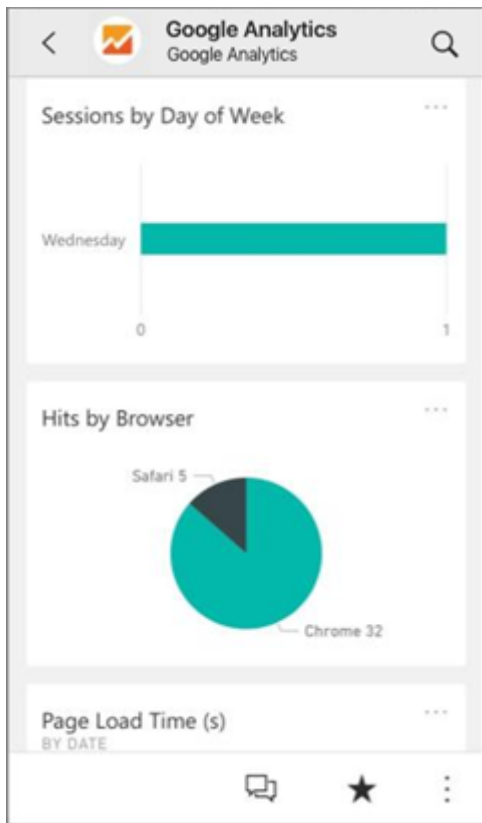 Google Analytics
Google Analytics
Sessions by Day of Week
Wednesday
0 1
Hits by Browser
Safari 5
Chrome 32
Page Load Time (s)
BY DATE